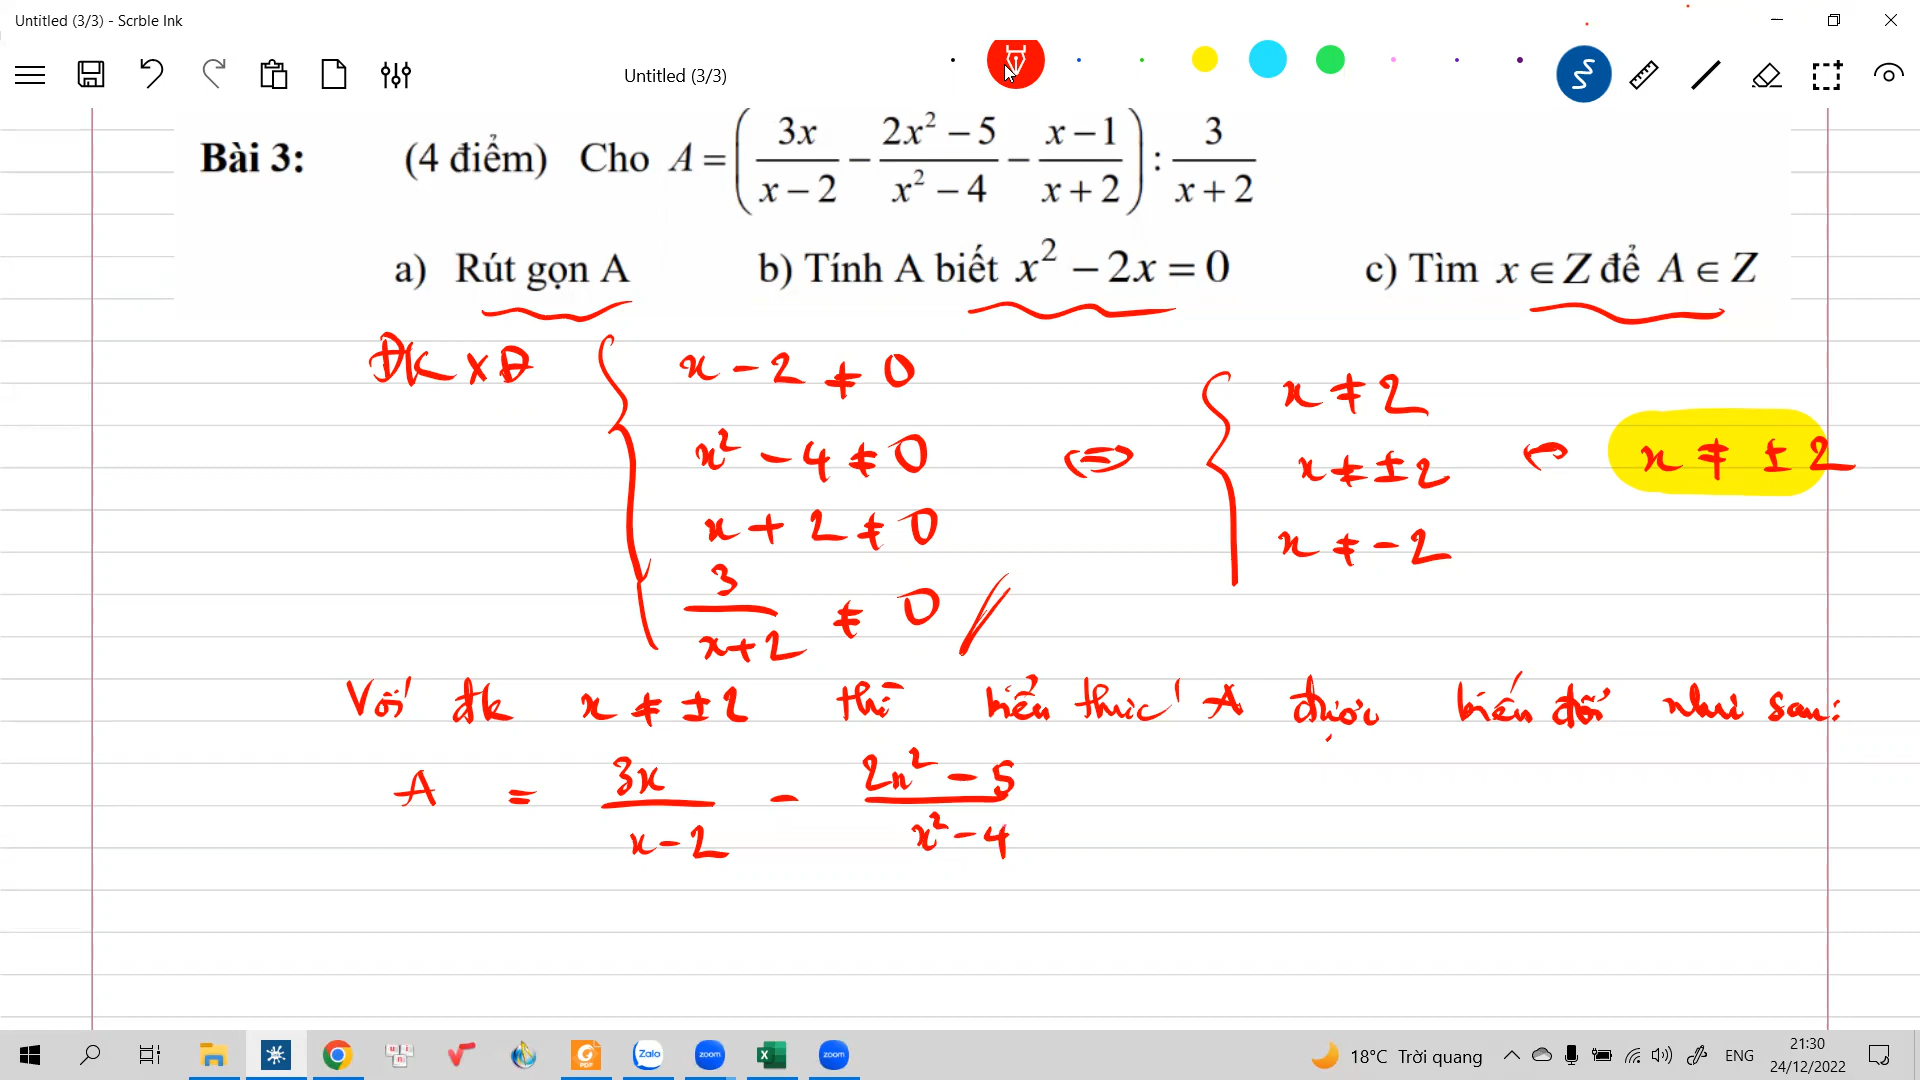 Untitled (3/3) - Scrble Ink
Untitled (3/3)
Bài 3: (4 điểm) Cho A = ( 3x/(x − 2) − (2x² − 5)/(x² − 4) − (x − 1)/(x + 2) ) : 3/(x + 2)
a) Rút gọn A b) Tính A biết x² − 2x = 0 c) Tìm x ∈ Z để A ∈ Z
ĐKXĐ { x - 2 ≠ 0
x² - 4 ≠ 0
x + 2 ≠ 0
3/(x+2) ≠ 0
⇔ { x ≠ 2
x ≠ ±2
x ≠ -2
⇔ x ≠ ±2
Với đk x ≠ ±2 thì biểu thức A được biến đổi như sau:
A = 3x/(x-2) - (2x² - 5)/(x² - 4)
Zalo
zoom
zoom
18°C Trời quang
ENG
21:30
24/12/2022